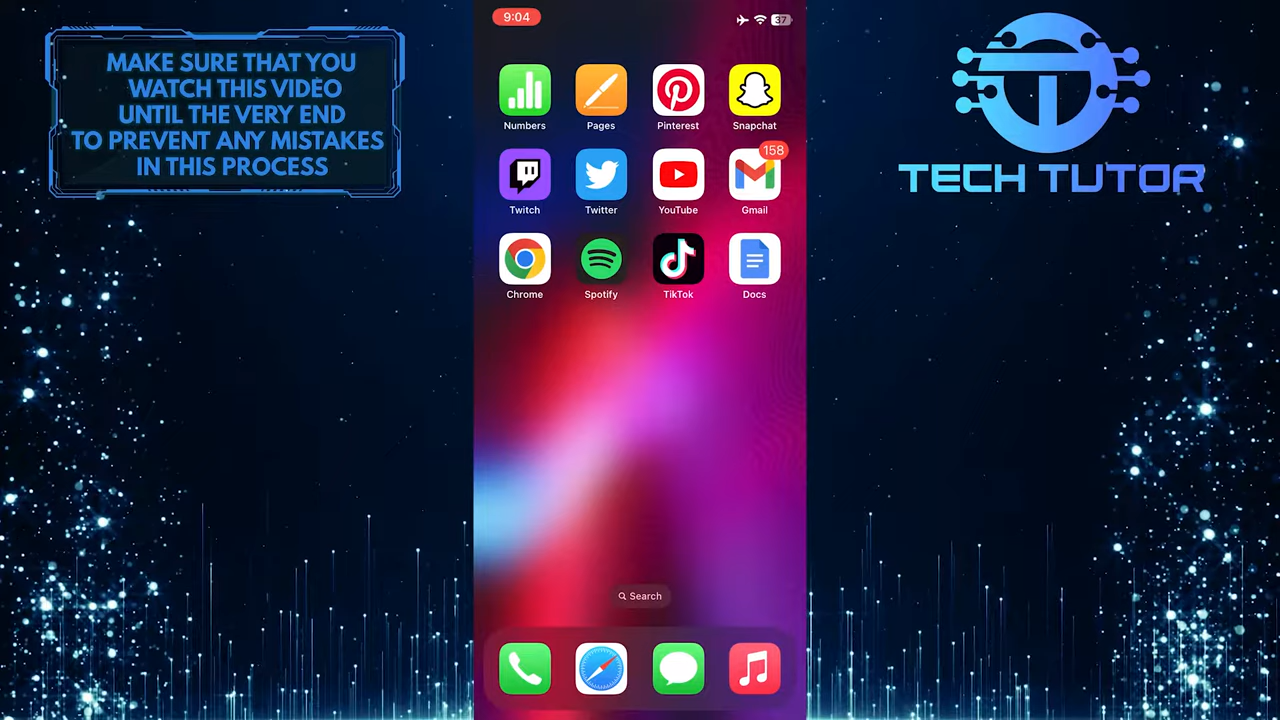 MAKE SURE THAT YOU
WATCH THIS VIDEO
UNTIL THE VERY END
TO PREVENT ANY MISTAKES
IN THIS PROCESS
9:04
37
Numbers
Pages
Pinterest
Snapchat
158
Twitch
Twitter
YouTube
Gmail
Chrome
Spotify
TikTok
Docs
Search
TECH TUTOR